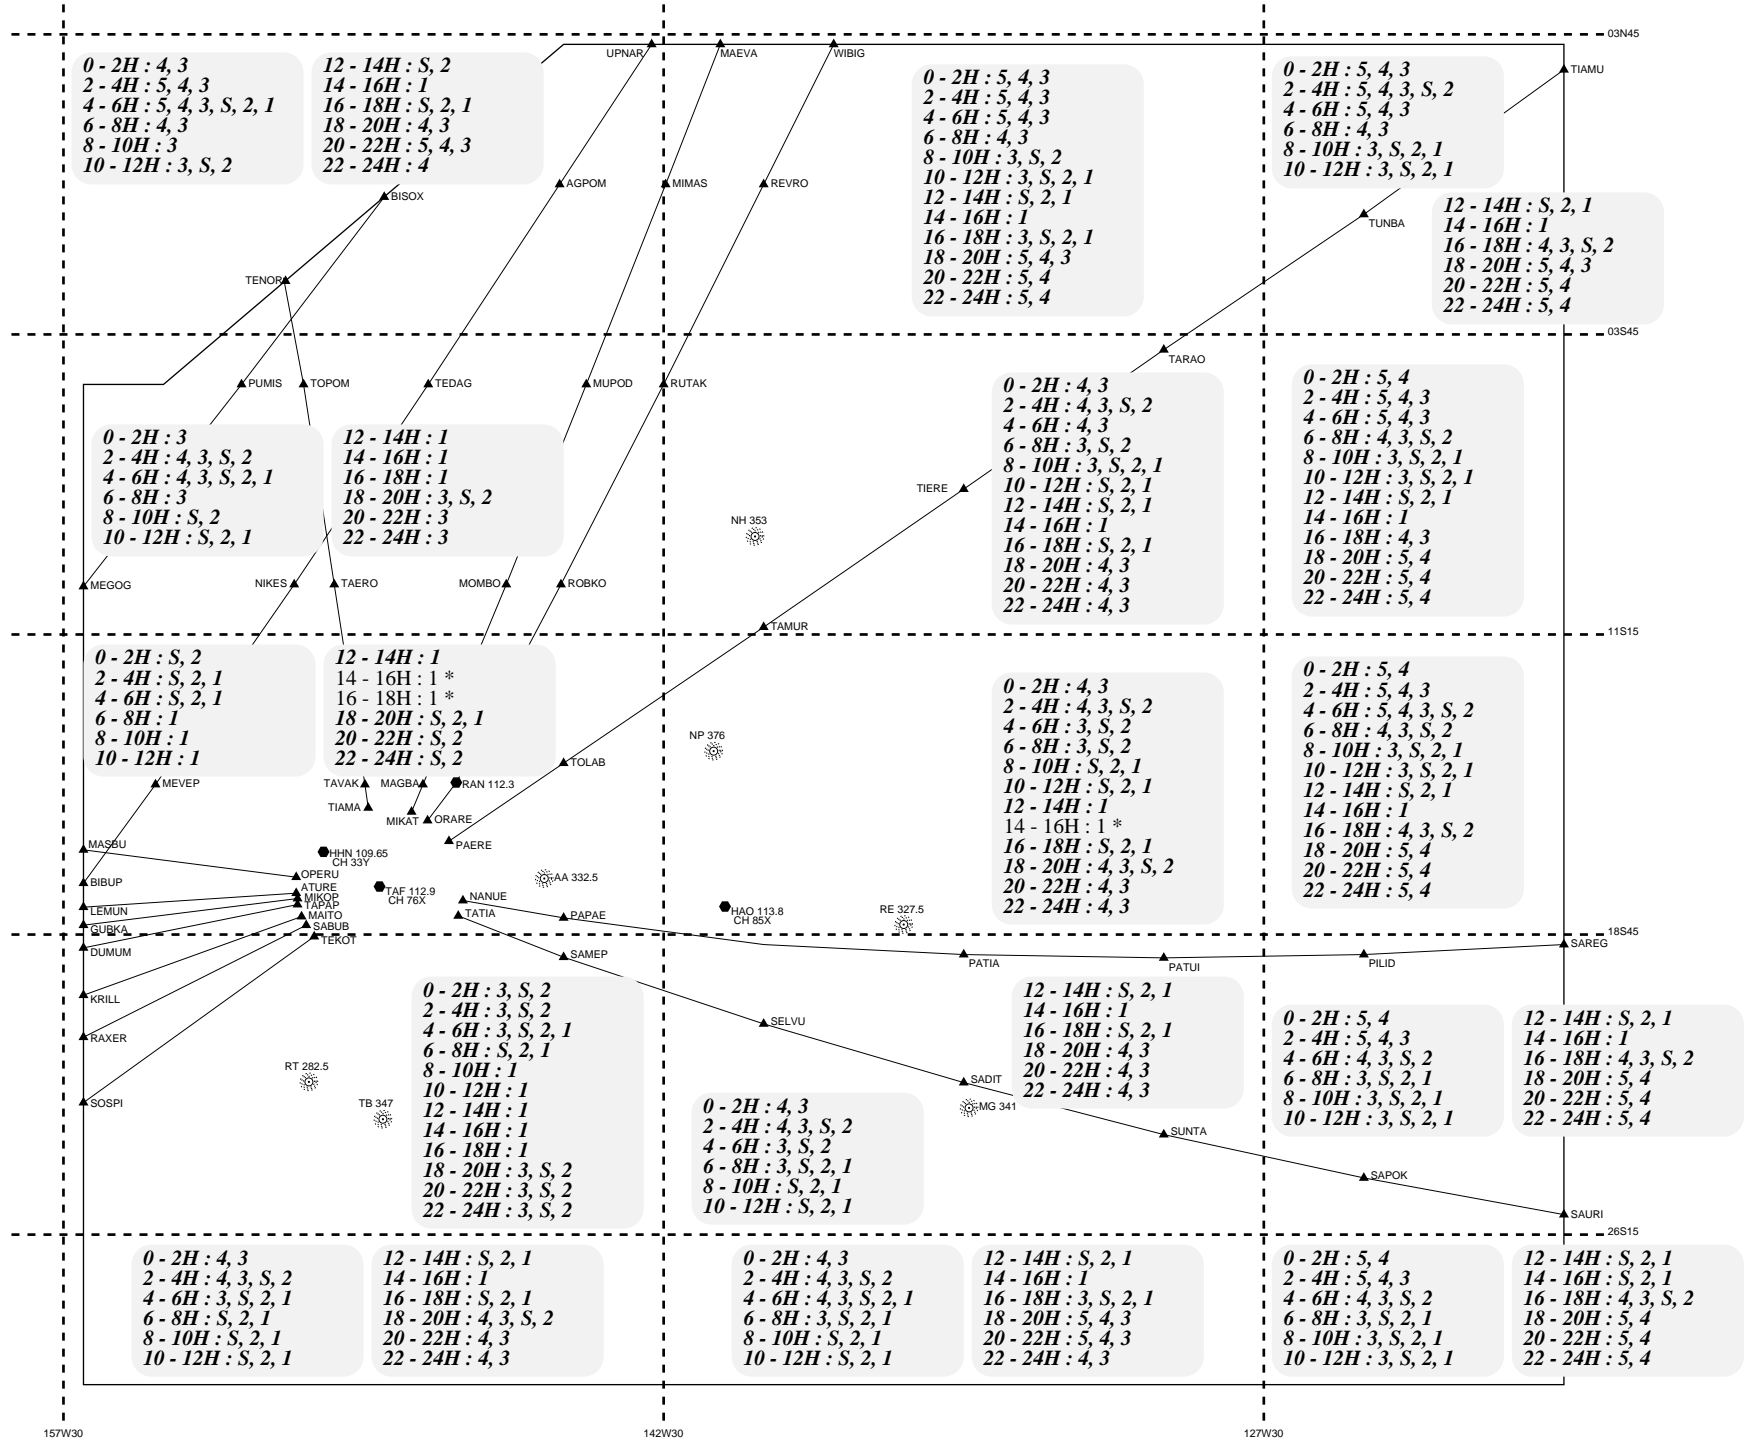 03N45
UPNAR
MAEVA
WIBIG
TIAMU
0 - 2H : 4, 3
2 - 4H : 5, 4, 3
4 - 6H : 5, 4, 3, S, 2, 1
6 - 8H : 4, 3
8 - 10H : 3
10 - 12H : 3, S, 2
12 - 14H : S, 2
14 - 16H : 1
16 - 18H : S, 2, 1
18 - 20H : 4, 3
20 - 22H : 5, 4, 3
22 - 24H : 4
0 - 2H : 5, 4, 3
2 - 4H : 5, 4, 3
4 - 6H : 5, 4, 3
6 - 8H : 4, 3
8 - 10H : 3, S, 2
10 - 12H : 3, S, 2, 1
12 - 14H : S, 2, 1
14 - 16H : 1
16 - 18H : 3, S, 2, 1
18 - 20H : 5, 4, 3
20 - 22H : 5, 4
22 - 24H : 5, 4
0 - 2H : 5, 4, 3
2 - 4H : 5, 4, 3, S, 2
4 - 6H : 5, 4, 3
6 - 8H : 4, 3
8 - 10H : 3, S, 2, 1
10 - 12H : 3, S, 2, 1
12 - 14H : S, 2, 1
14 - 16H : 1
16 - 18H : 4, 3, S, 2
18 - 20H : 5, 4, 3
20 - 22H : 5, 4
22 - 24H : 5, 4
BISOX
AGPOM
MIMAS
REVRO
TUNBA
TENOR
03S45
TARAO
PUMIS
TOPOM
TEDAG
MUPOD
RUTAK
0 - 2H : 3
2 - 4H : 4, 3, S, 2
4 - 6H : 4, 3, S, 2, 1
6 - 8H : 3
8 - 10H : S, 2
10 - 12H : S, 2, 1
12 - 14H : 1
14 - 16H : 1
16 - 18H : 1
18 - 20H : 3, S, 2
20 - 22H : 3
22 - 24H : 3
0 - 2H : 4, 3
2 - 4H : 4, 3, S, 2
4 - 6H : 4, 3
6 - 8H : 3, S, 2
8 - 10H : 3, S, 2, 1
10 - 12H : S, 2, 1
12 - 14H : S, 2, 1
14 - 16H : 1
16 - 18H : S, 2, 1
18 - 20H : 4, 3
20 - 22H : 4, 3
22 - 24H : 4, 3
0 - 2H : 5, 4
2 - 4H : 5, 4, 3
4 - 6H : 5, 4, 3
6 - 8H : 4, 3, S, 2
8 - 10H : 3, S, 2, 1
10 - 12H : 3, S, 2, 1
12 - 14H : S, 2, 1
14 - 16H : 1
16 - 18H : 4, 3
18 - 20H : 5, 4
20 - 22H : 5, 4
22 - 24H : 5, 4
TIERE
NH 353
MEGOG
NIKES
TAERO
MOMBO
ROBKO
TAMUR
11S15
0 - 2H : S, 2
2 - 4H : S, 2, 1
4 - 6H : S, 2, 1
6 - 8H : 1
8 - 10H : 1
10 - 12H : 1
12 - 14H : 1
14 - 16H : 1 *
16 - 18H : 1 *
18 - 20H : S, 2, 1
20 - 22H : S, 2
22 - 24H : S, 2
0 - 2H : 4, 3
2 - 4H : 4, 3, S, 2
4 - 6H : 3, S, 2
6 - 8H : 3, S, 2
8 - 10H : S, 2, 1
10 - 12H : S, 2, 1
12 - 14H : 1
14 - 16H : 1 *
16 - 18H : S, 2, 1
18 - 20H : 4, 3, S, 2
20 - 22H : 4, 3
22 - 24H : 4, 3
0 - 2H : 5, 4
2 - 4H : 5, 4, 3
4 - 6H : 5, 4, 3, S, 2
6 - 8H : 4, 3, S, 2
8 - 10H : 3, S, 2, 1
10 - 12H : 3, S, 2, 1
12 - 14H : S, 2, 1
14 - 16H : 1
16 - 18H : 4, 3, S, 2
18 - 20H : 5, 4
20 - 22H : 5, 4
22 - 24H : 5, 4
NP 376
TOLAB
MEVEP
TAVAK
MAGBA
RAN 112.3
TIAMA
MIKAT
ORARE
PAERE
MASBU
HHN 109.65
CH 33Y
OPERU
BIBUP
ATURE
MIKOP
TAPAP
TAF 112.9
CH 76X
AA 332.5
NANUE
TATIA
PAPAE
LEMUN
MAITO
HAO 113.8
CH 85X
RE 327.5
GUBKA
SABUB
TEKOT
18S45
DUMUM
SAMEP
PATIA
PATUI
PILID
SAREG
KRILL
RAXER
SOSPI
RT 282.5
TB 347
SELVU
SADIT
MG 341
SUNTA
SAPOK
SAURI
0 - 2H : 3, S, 2
2 - 4H : 3, S, 2
4 - 6H : 3, S, 2, 1
6 - 8H : S, 2, 1
8 - 10H : 1
10 - 12H : 1
12 - 14H : 1
14 - 16H : 1
16 - 18H : 1
18 - 20H : 3, S, 2
20 - 22H : 3, S, 2
22 - 24H : 3, S, 2
0 - 2H : 4, 3
2 - 4H : 4, 3, S, 2
4 - 6H : 3, S, 2
6 - 8H : 3, S, 2, 1
8 - 10H : S, 2, 1
10 - 12H : S, 2, 1
12 - 14H : S, 2, 1
14 - 16H : 1
16 - 18H : S, 2, 1
18 - 20H : 4, 3
20 - 22H : 4, 3
22 - 24H : 4, 3
0 - 2H : 5, 4
2 - 4H : 5, 4, 3
4 - 6H : 4, 3, S, 2
6 - 8H : 3, S, 2, 1
8 - 10H : 3, S, 2, 1
10 - 12H : 3, S, 2, 1
12 - 14H : S, 2, 1
14 - 16H : 1
16 - 18H : 4, 3, S, 2
18 - 20H : 5, 4
20 - 22H : 5, 4
22 - 24H : 5, 4
26S15
0 - 2H : 4, 3
2 - 4H : 4, 3, S, 2
4 - 6H : 3, S, 2, 1
6 - 8H : S, 2, 1
8 - 10H : S, 2, 1
10 - 12H : S, 2, 1
12 - 14H : S, 2, 1
14 - 16H : 1
16 - 18H : S, 2, 1
18 - 20H : 4, 3, S, 2
20 - 22H : 4, 3
22 - 24H : 4, 3
0 - 2H : 4, 3
2 - 4H : 4, 3, S, 2
4 - 6H : 4, 3, S, 2, 1
6 - 8H : 3, S, 2, 1
8 - 10H : S, 2, 1
10 - 12H : S, 2, 1
12 - 14H : S, 2, 1
14 - 16H : 1
16 - 18H : 3, S, 2, 1
18 - 20H : 5, 4, 3
20 - 22H : 5, 4, 3
22 - 24H : 4, 3
0 - 2H : 5, 4
2 - 4H : 5, 4, 3
4 - 6H : 4, 3, S, 2
6 - 8H : 3, S, 2, 1
8 - 10H : 3, S, 2, 1
10 - 12H : 3, S, 2, 1
12 - 14H : S, 2, 1
14 - 16H : S, 2, 1
16 - 18H : 4, 3, S, 2
18 - 20H : 5, 4
20 - 22H : 5, 4
22 - 24H : 5, 4
157W30
142W30
127W30